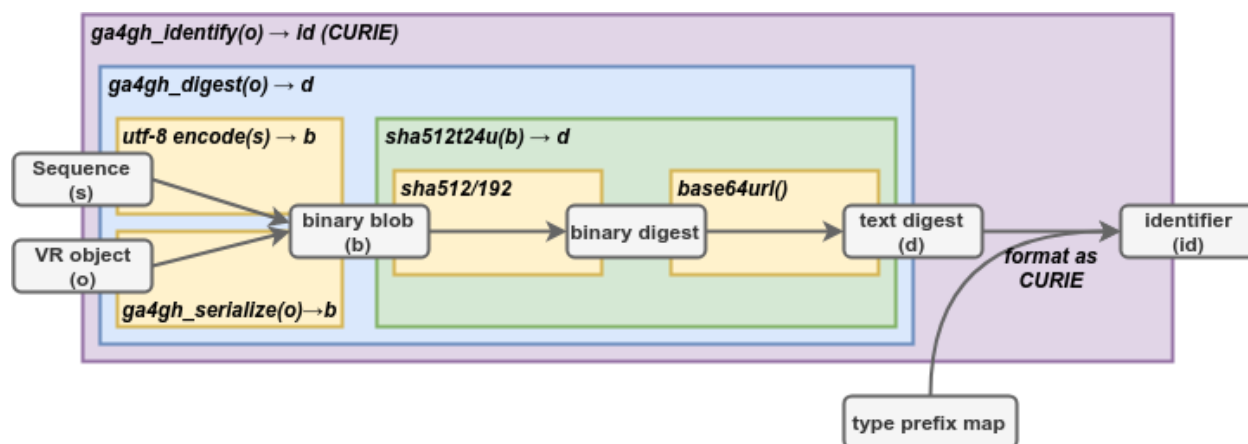 ga4gh_identify(o) → id (CURIE)
ga4gh_digest(o) → d
utf-8 encode(s) → b
sha512t24u(b) → d
Sequence
(s)
sha512/192
base64url()
binary blob
(b)
binary digest
text digest
(d)
identifier
(id)
VR object
(o)
format as
CURIE
ga4gh_serialize(o)→b
type prefix map